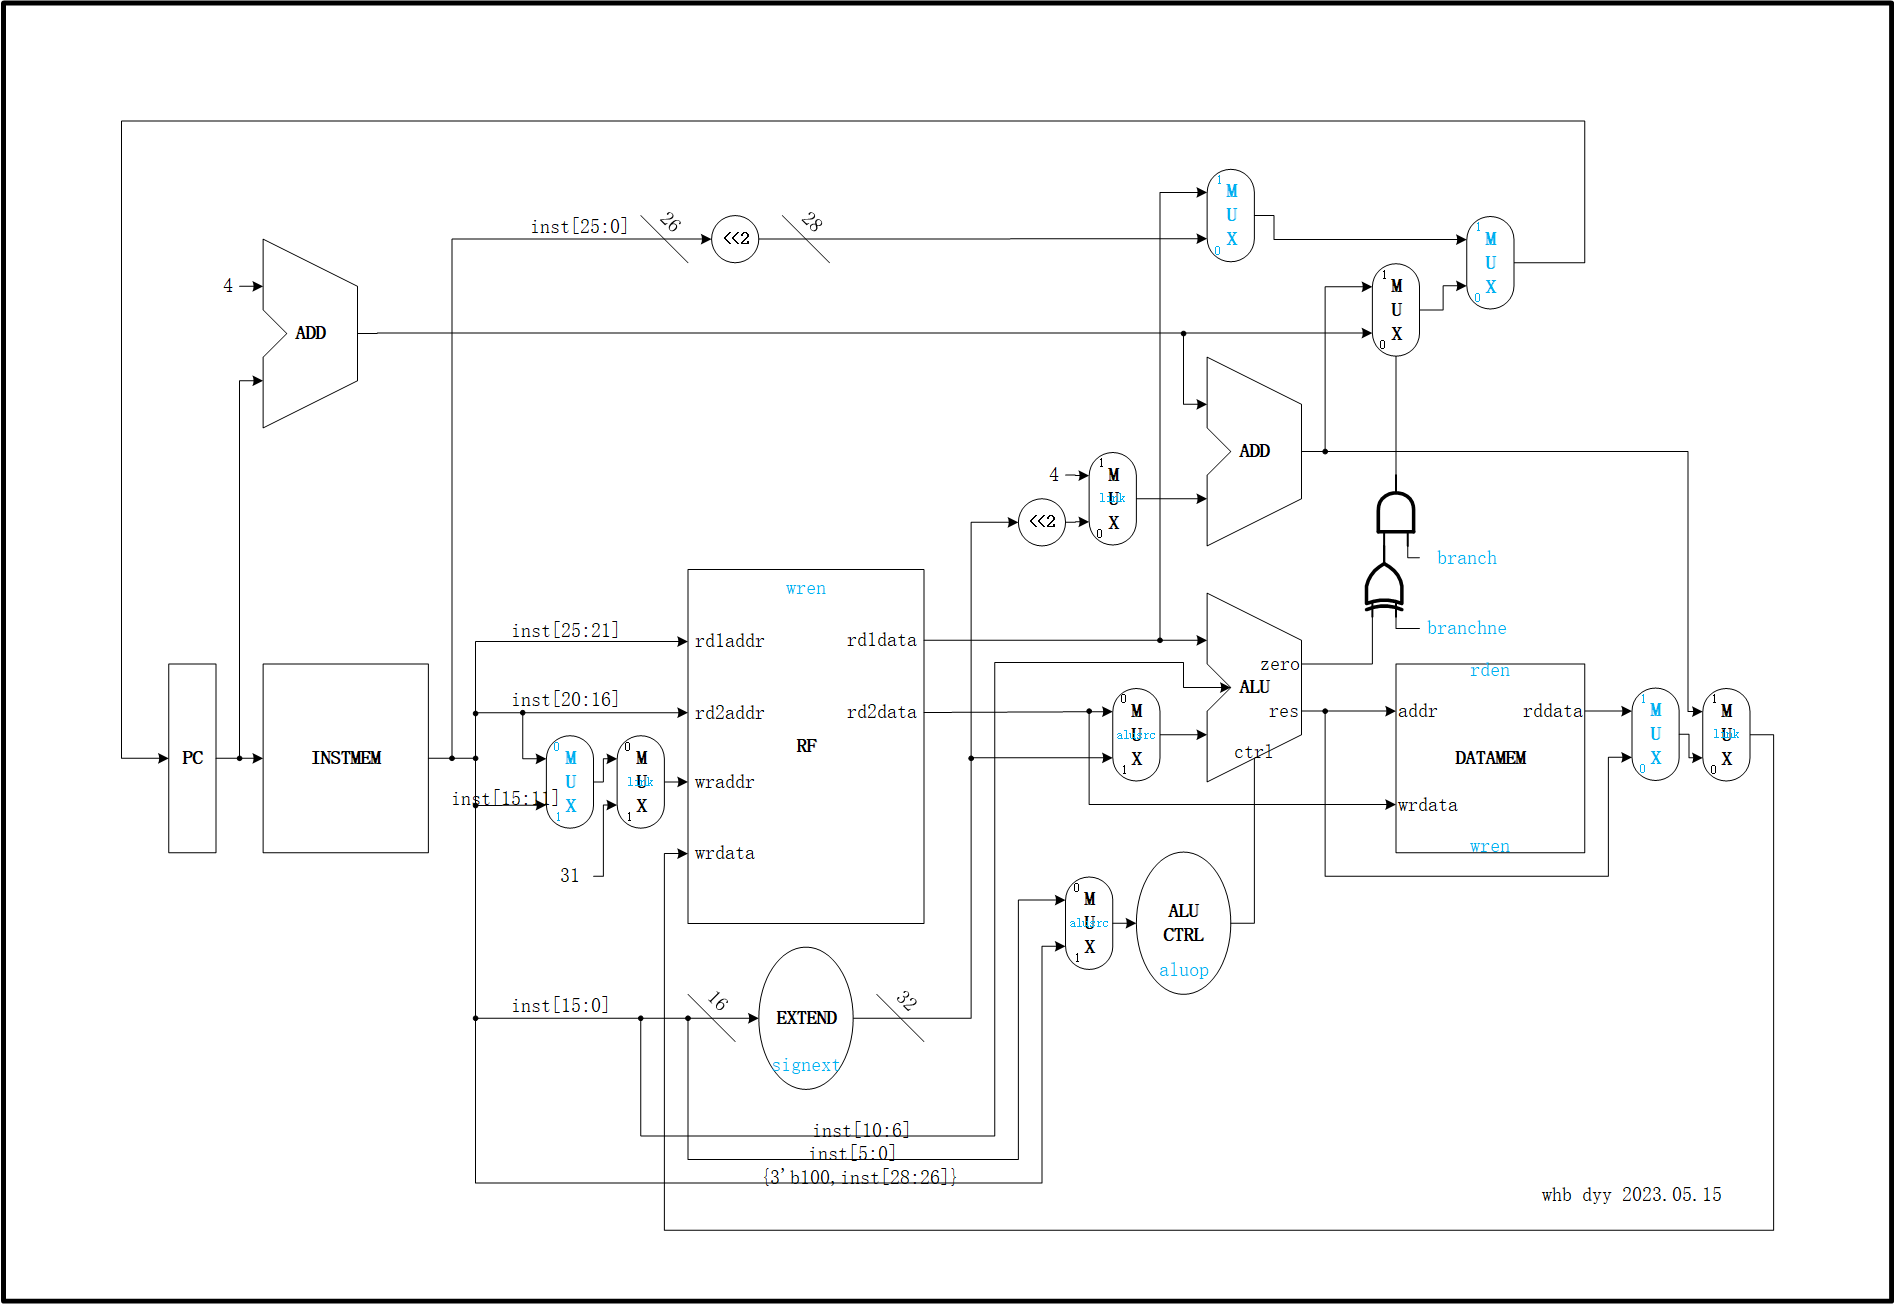 1
M
U
X
0
inst[25:0]
26
<<2
28
1
M
U
X
0
1
M
U
X
0
4
ADD
ADD
4
1
M
U
link
X
0
<<2
branch
branchne
wren
inst[25:21]
rd1addr
rd1data
inst[20:16]
rd2addr
rd2data
RF
wraddr
wrdata
PC
INSTMEM
0
M
U
X
1
0
M
U
link
X
1
inst[15:11]
31
zero
ALU
res
ctrl
0
M
U
alusrc
X
1
rden
addr
rddata
DATAMEM
wrdata
wren
1
M
U
X
0
1
M
U
link
X
0
0
M
U
alusrc
X
1
ALU
CTRL
aluop
inst[15:0]
16
EXTEND
signext
32
inst[10:6]
inst[5:0]
{3'b100,inst[28:26]}
whb dyy 2023.05.15